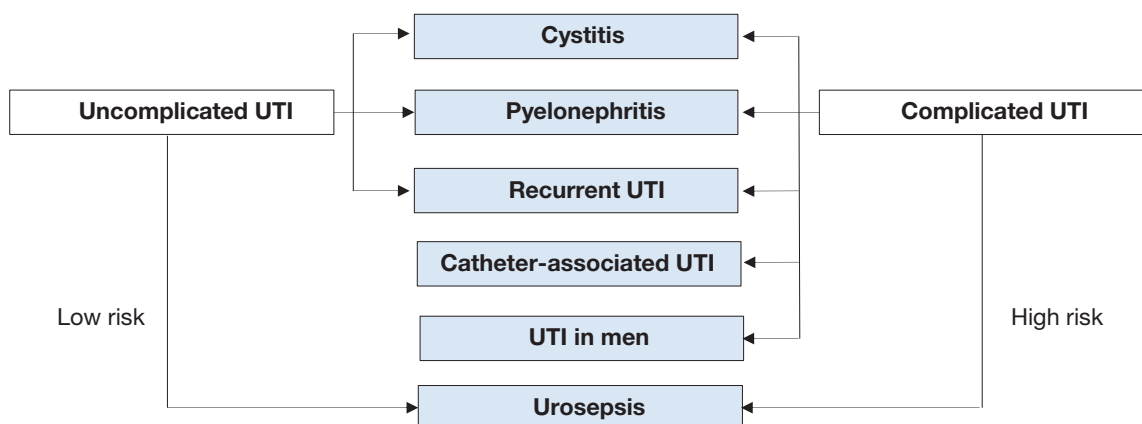 Cystitis
Uncomplicated UTI
Pyelonephritis
Complicated UTI
Recurrent UTI
Catheter-associated UTI
Low risk
UTI in men
High risk
Urosepsis